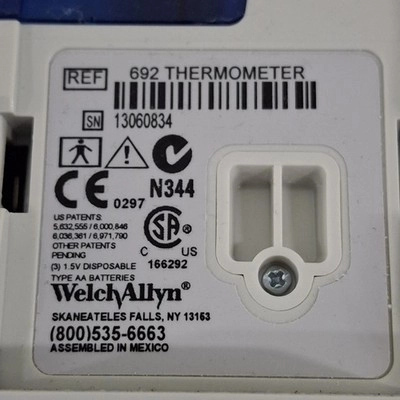 REF 692 THERMOMETER
SN 13060834
CE 0297 N344
US PATENTS
5,632,555 / 6,000,846
6,036,361 / 6,971,790
OTHER PATENTS
PENDING
(3) 1.5V DISPOSABLE
TYPE AA BATTERIES
SA ®
C US
166292
WelchAllyn®
SKANEATELES FALLS, NY 13153
(800)535-6663
ASSEMBLED IN MEXICO